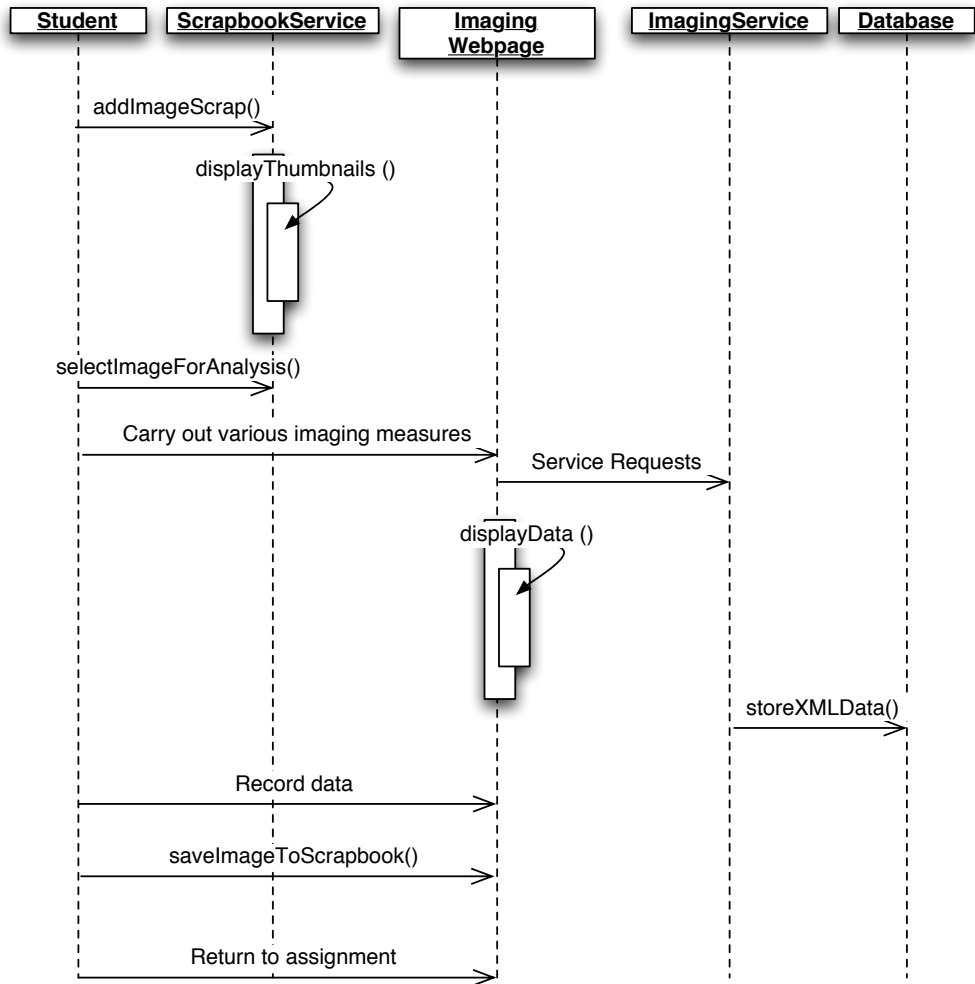 Student
ScrapbookService
Imaging
Webpage
ImagingService
Database
addImageScrap()
displayThumbnails ()
selectImageForAnalysis()
Carry out various imaging measures
Service Requests
displayData ()
storeXMLData()
Record data
saveImageToScrapbook()
Return to assignment